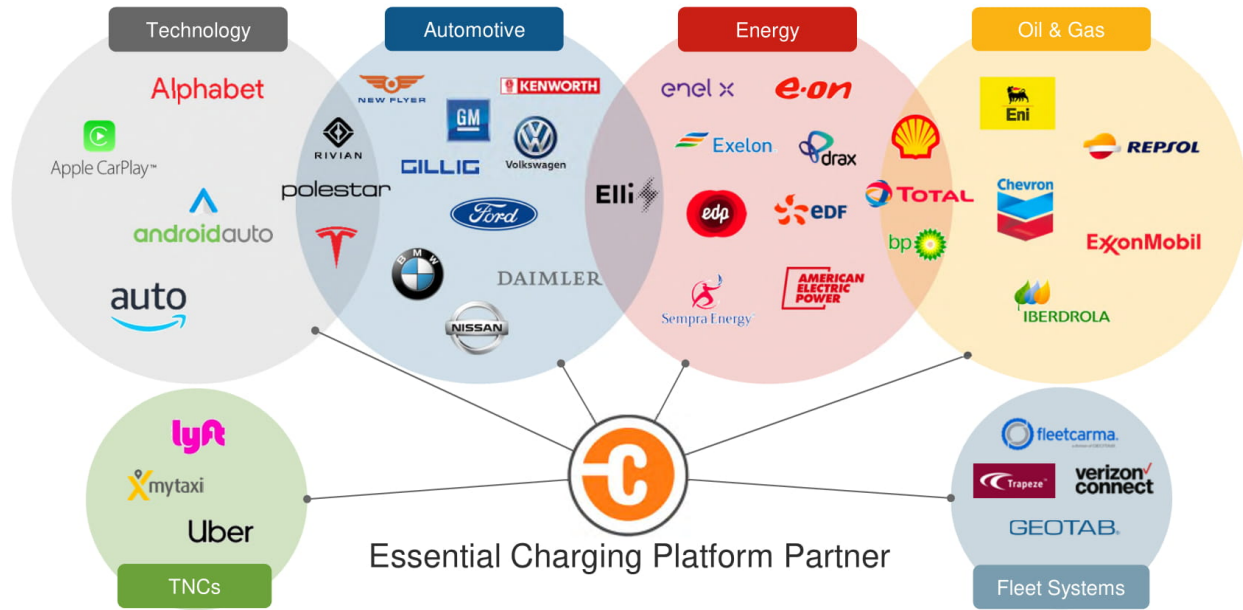 Technology
Automotive
Energy
Oil & Gas
Alphabet
Apple CarPlay™
androidauto
auto
RIVIAN
polestar
NEW FLYER
KENWORTH
GM
Volkswagen
GILLIG
Ford
BMW
DAIMLER
NISSAN
Elli
enel x
e·on
Exelon
drax
edp
eDF
Sempra Energy
AMERICAN
ELECTRIC
POWER
TOTAL
bp
Eni
REPSOL
Chevron
ExxonMobil
IBERDROLA
lyft
mytaxi
Uber
TNCs
C
Essential Charging Platform Partner
fleetcarma.
Trapeze
verizon
connect
GEOTAB®
Fleet Systems